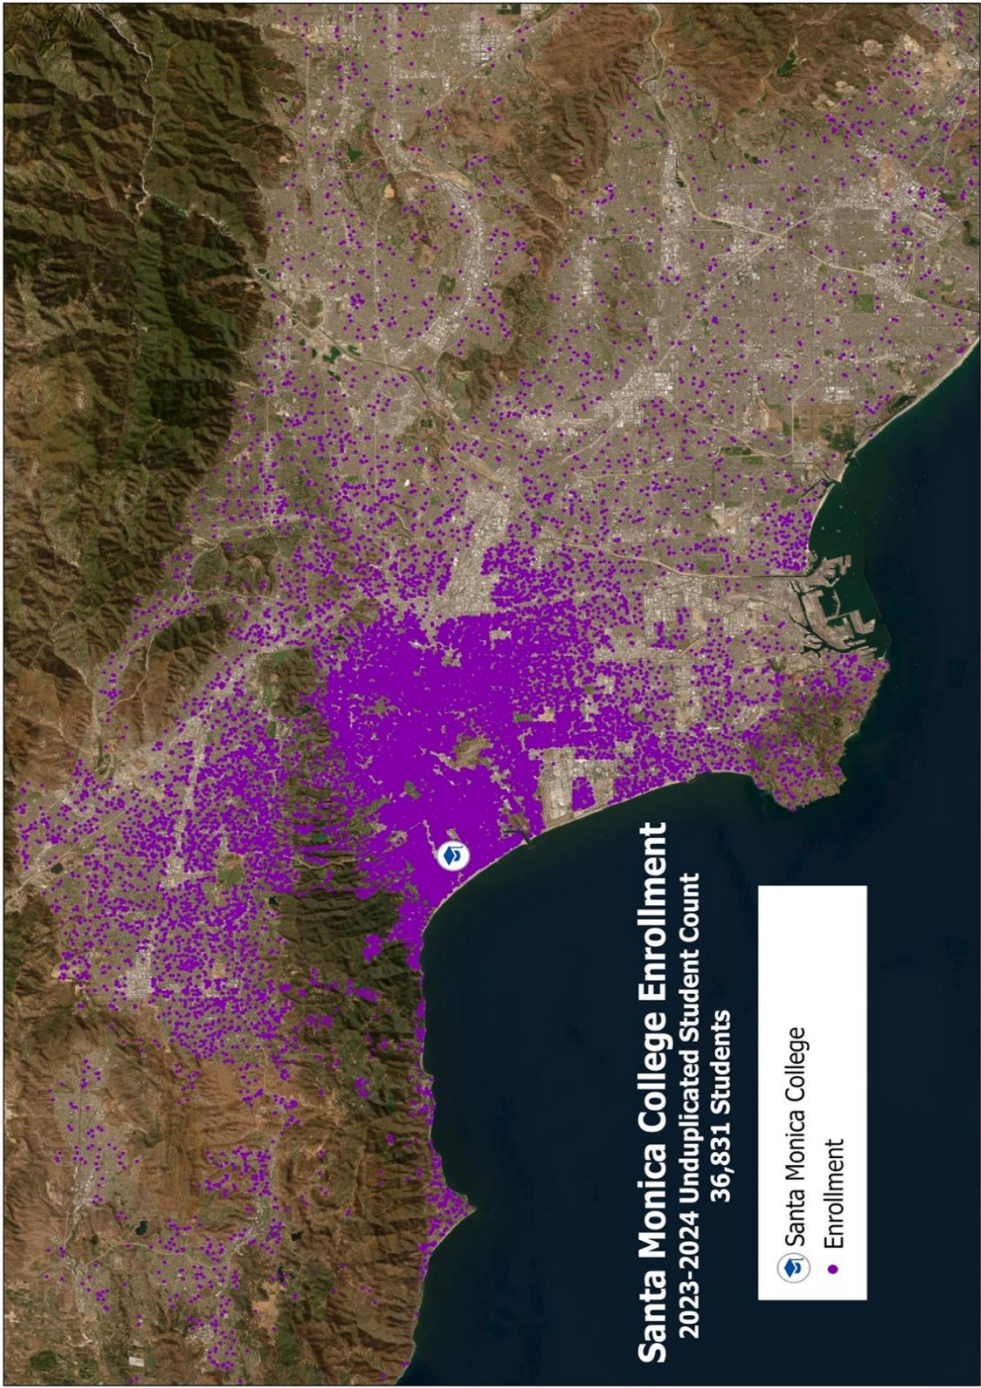 Santa Monica College Enrollment
2023-2024 Unduplicated Student Count
36,831 Students
Santa Monica College
Enrollment